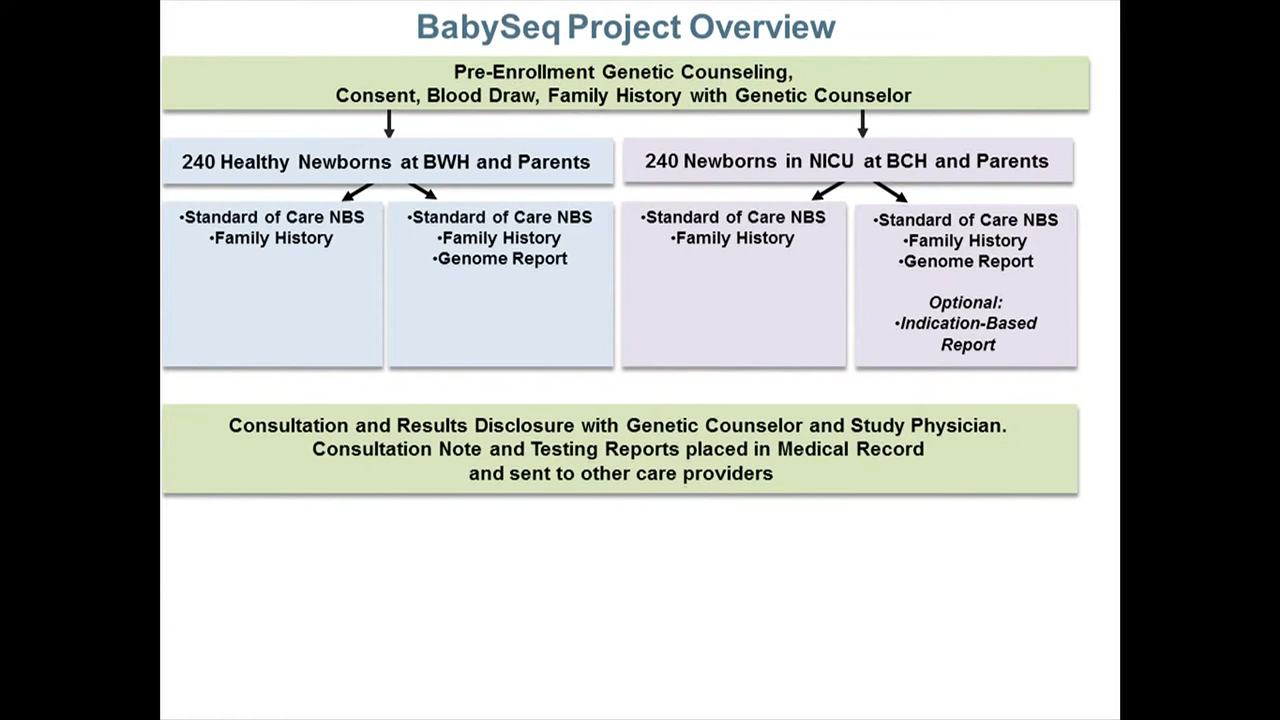 BabySeq Project Overview
Pre-Enrollment Genetic Counseling,
Consent, Blood Draw, Family History with Genetic Counselor
240 Healthy Newborns at BWH and Parents
240 Newborns in NICU at BCH and Parents
•Standard of Care NBS
•Family History
•Standard of Care NBS
•Family History
•Genome Report
•Standard of Care NBS
•Family History
•Standard of Care NBS
•Family History
•Genome Report
Optional:
•Indication-Based
Report
Consultation and Results Disclosure with Genetic Counselor and Study Physician.
Consultation Note and Testing Reports placed in Medical Record
and sent to other care providers